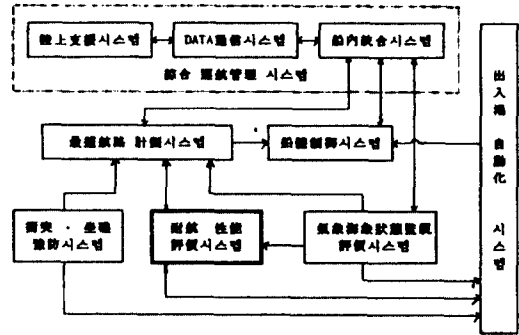 陸上支援시스템
DATA通信시스템
船內統合시스템
綜合 運航管理 시스템
最適航路 計劃시스템
船體制御시스템
衝突 · 坐礁
豫防시스템
耐航 性能
評價시스템
氣象海象狀態監視
評價시스템
出入港 自動化 시스템